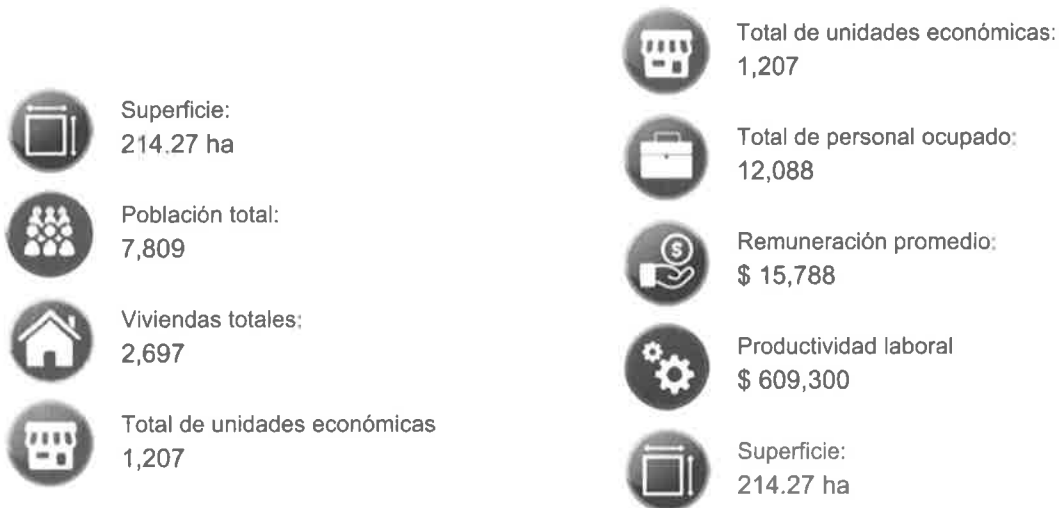 Superficie:
214.27 ha
Población total:
7,809
Viviendas totales:
2,697
Total de unidades económicas
1,207
Total de unidades económicas:
1,207
Total de personal ocupado:
12,088
Remuneración promedio:
$ 15,788
Productividad laboral
$ 609,300
Superficie:
214.27 ha